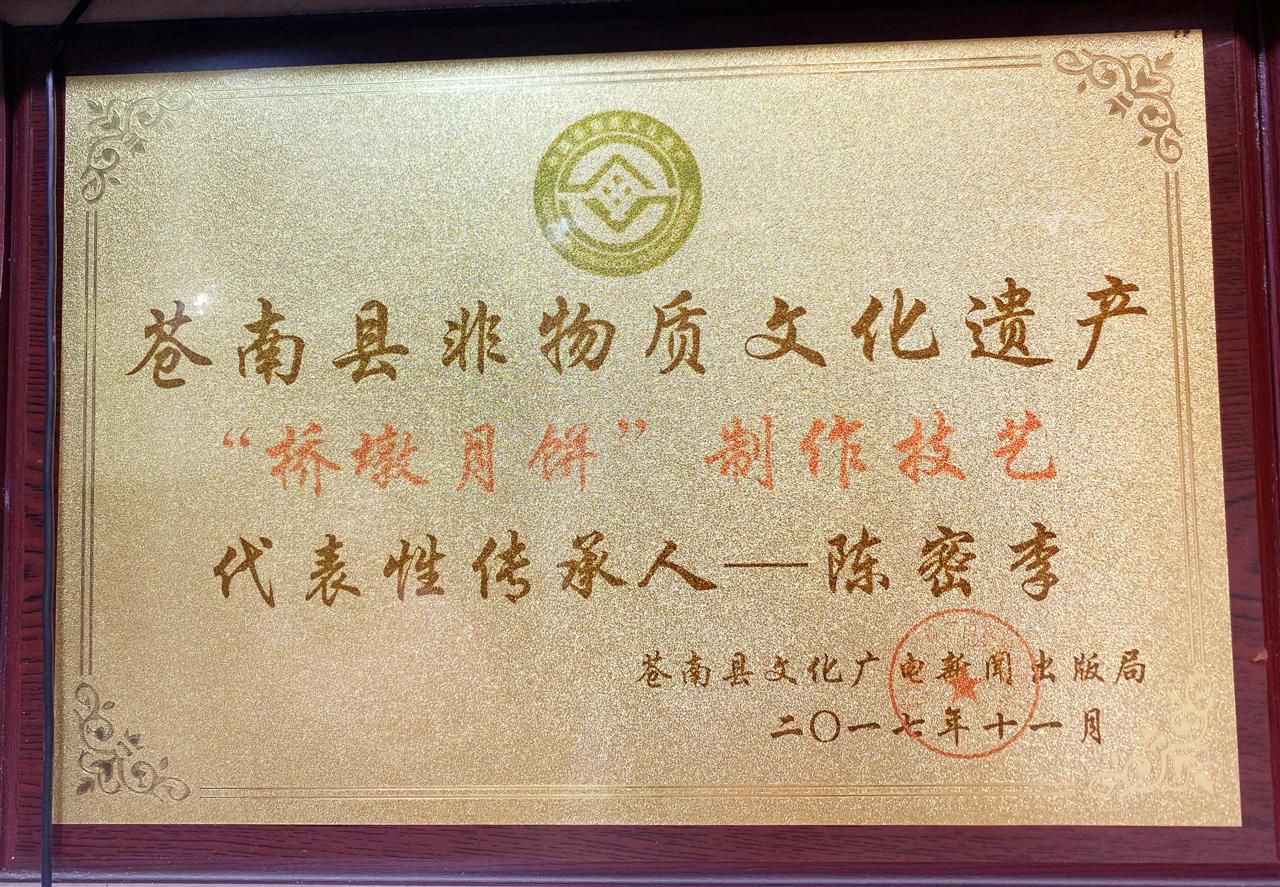 苍南县非物质文化遗产
“桥墩月饼”制作技艺
代表性传承人—陈密李
苍南县文化广电新闻出版局
二〇一七年十一月